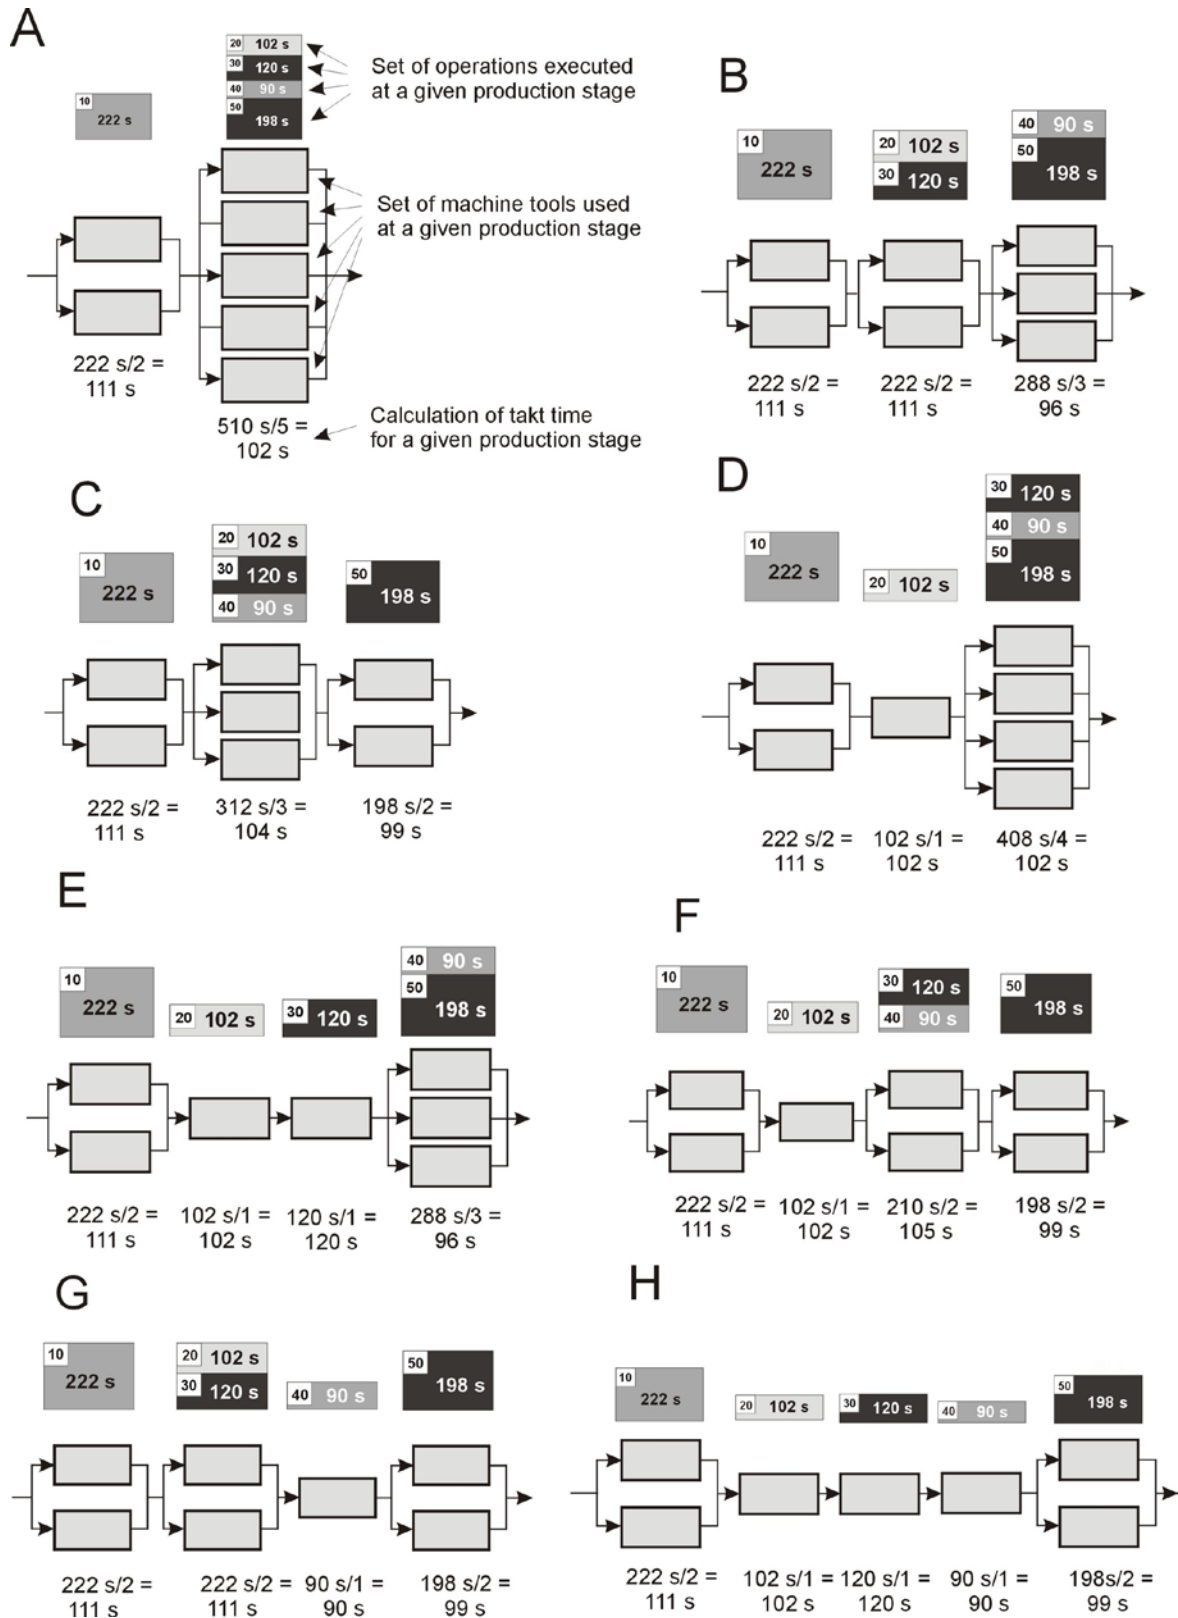 A
20 102 s
30 120 s
40 90 s
50 198 s
10
222 s
Set of operations executed
at a given production stage
Set of machine tools used
at a given production stage
222 s/2 =
111 s
510 s/5 =
102 s
Calculation of takt time
for a given production stage
B
10
222 s
20 102 s
30 120 s
40 90 s
50
198 s
222 s/2 =
111 s
222 s/2 =
111 s
288 s/3 =
96 s
C
10
222 s
20 102 s
30 120 s
40 90 s
50
198 s
222 s/2 =
111 s
312 s/3 =
104 s
198 s/2 =
99 s
D
10
222 s
20 102 s
30 120 s
40 90 s
50
198 s
222 s/2 =
111 s
102 s/1 =
102 s
408 s/4 =
102 s
E
10
222 s
20 102 s
30 120 s
40 90 s
50
198 s
222 s/2 =
111 s
102 s/1 =
102 s
120 s/1 =
120 s
288 s/3 =
96 s
F
10
222 s
20 102 s
30 120 s
40 90 s
50
198 s
222 s/2 =
111 s
102 s/1 =
102 s
210 s/2 =
105 s
198 s/2 =
99 s
G
10
222 s
20 102 s
30 120 s
40 90 s
50
198 s
222 s/2 =
111 s
222 s/2 =
111 s
90 s/1 =
90 s
198 s/2 =
99 s
H
10
222 s
20 102 s
30 120 s
40 90 s
50
198 s
222 s/2 =
111 s
102 s/1 =
102 s
120 s/1 =
120 s
90 s/1 =
90 s
198s/2 =
99 s